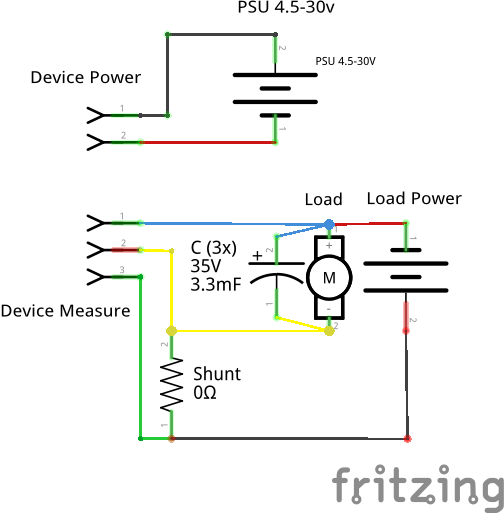 PSU 4.5-30v
2
PSU 4.5-30V
Device Power
1
2
1
Load
Load Power
1
2
3
1
+
1
2
+
C (3x)
35V
3.3mF
M
Device Measure
1
-
2
2
2
Shunt
0Ω
1
fritzing